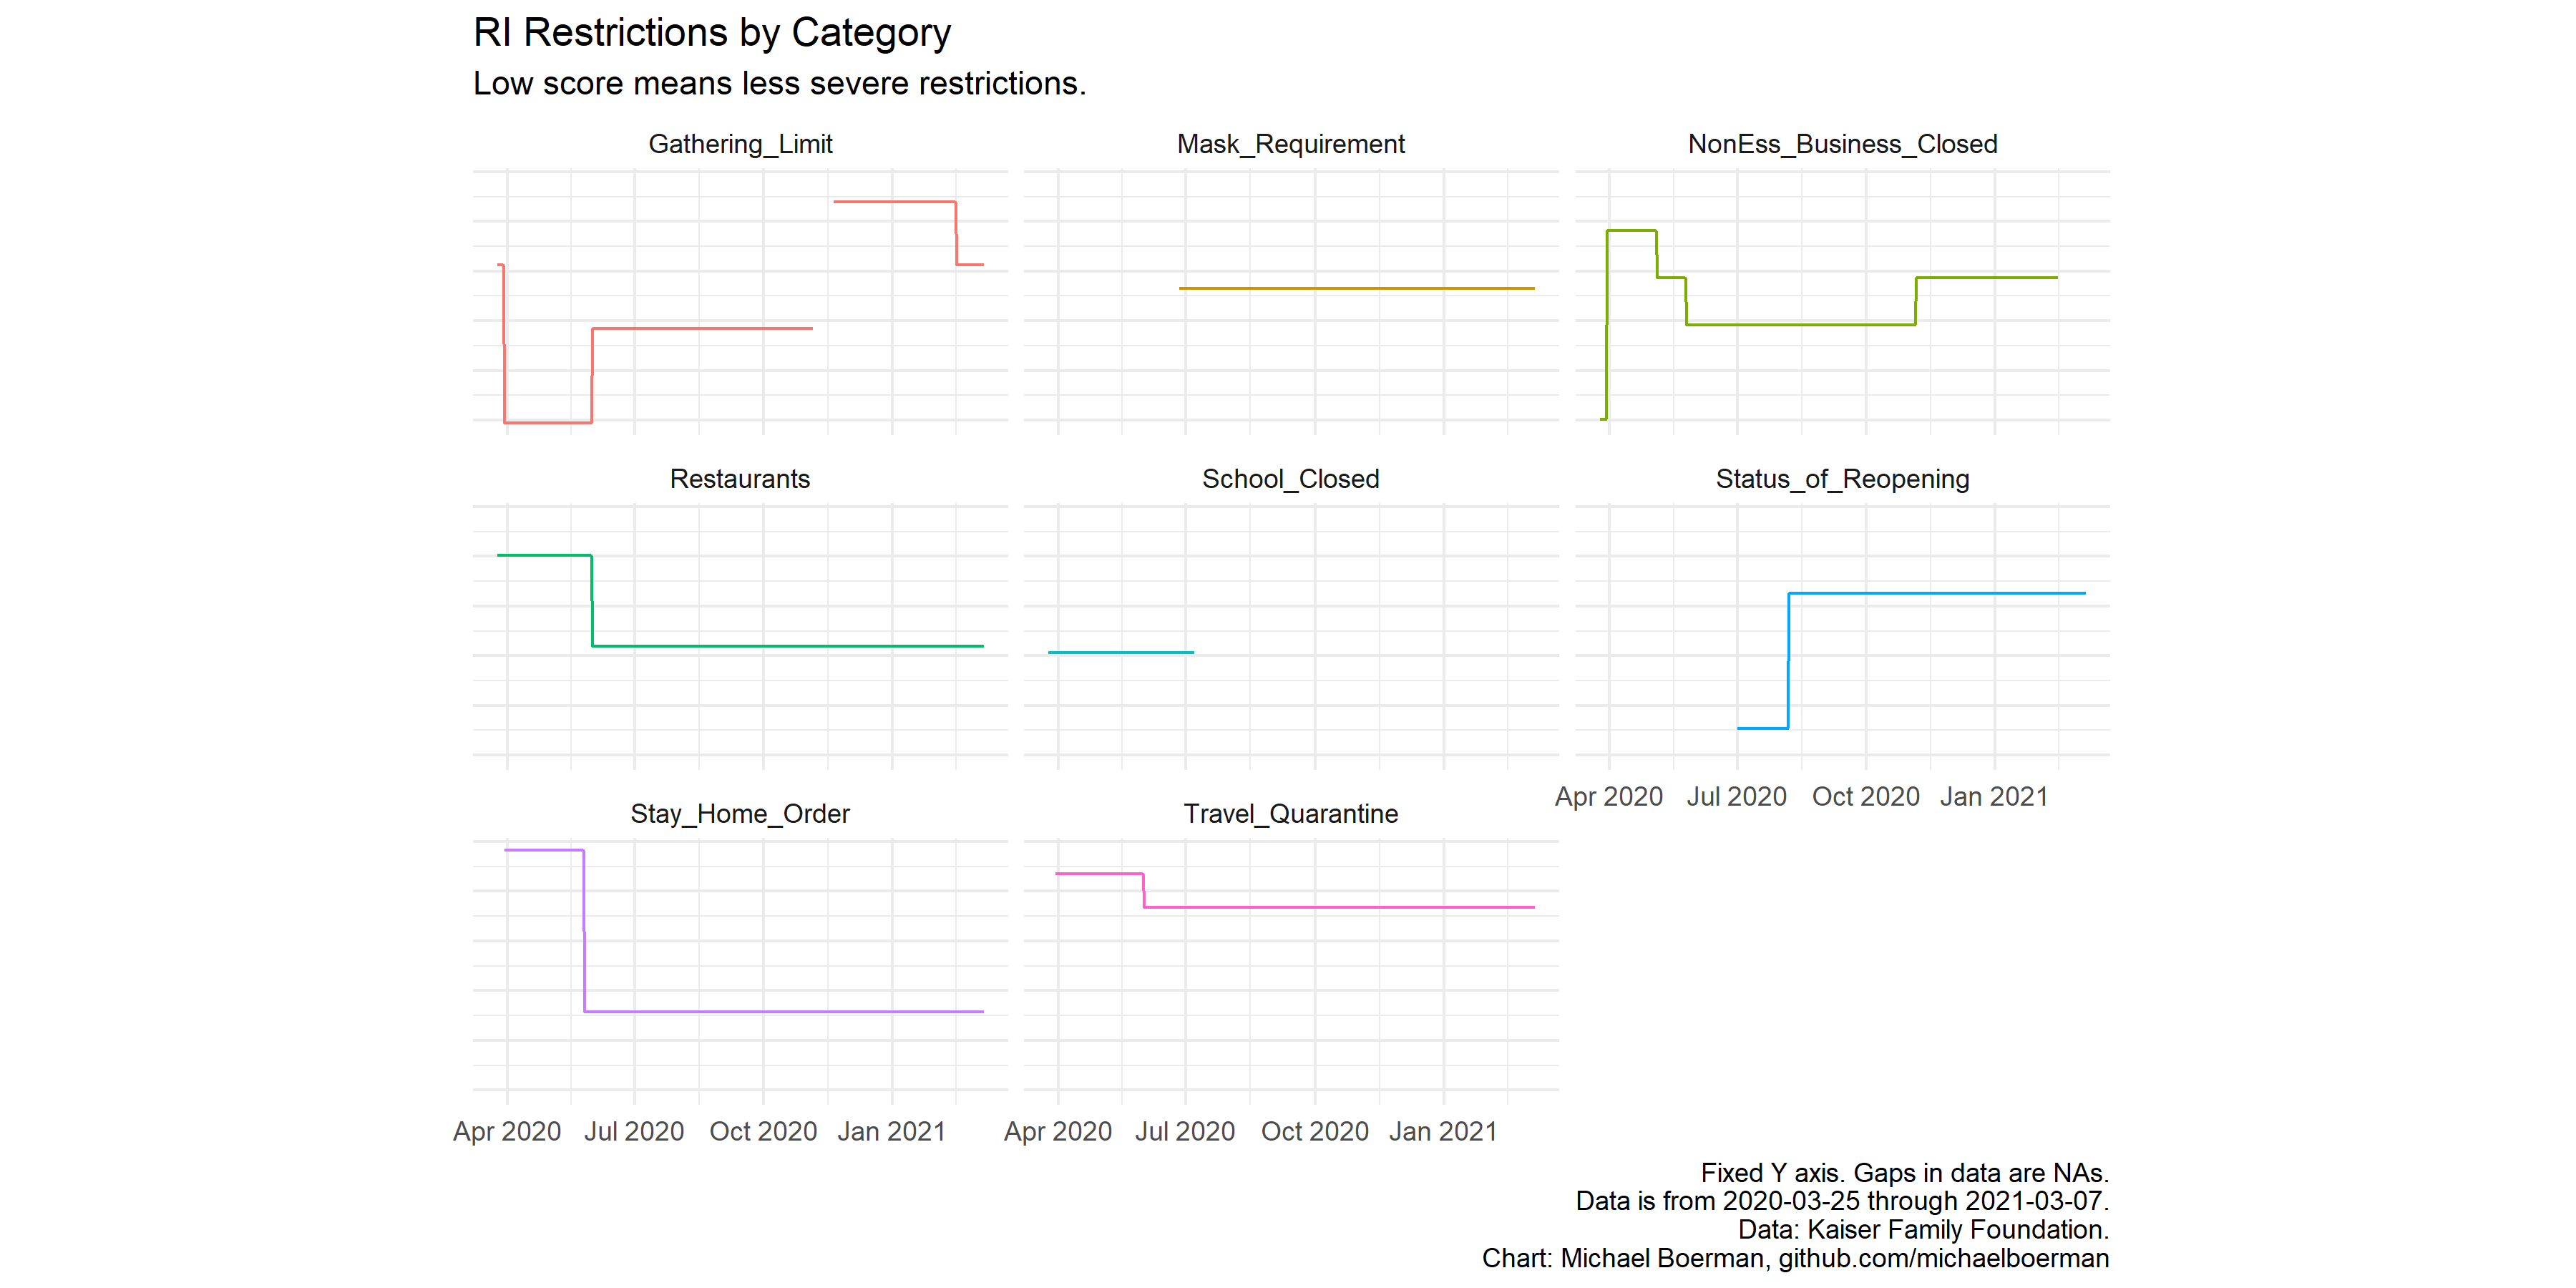 RI Restrictions by Category
Low score means less severe restrictions.
Gathering_Limit
Mask_Requirement
NonEss_Business_Closed
Restaurants
School_Closed
Status_of_Reopening
Apr 2020 Jul 2020 Oct 2020 Jan 2021
Stay_Home_Order
Travel_Quarantine
Apr 2020 Jul 2020 Oct 2020 Jan 2021
Apr 2020 Jul 2020 Oct 2020 Jan 2021
Fixed Y axis. Gaps in data are NAs.
Data is from 2020-03-25 through 2021-03-07.
Data: Kaiser Family Foundation.
Chart: Michael Boerman, github.com/michaelboerman